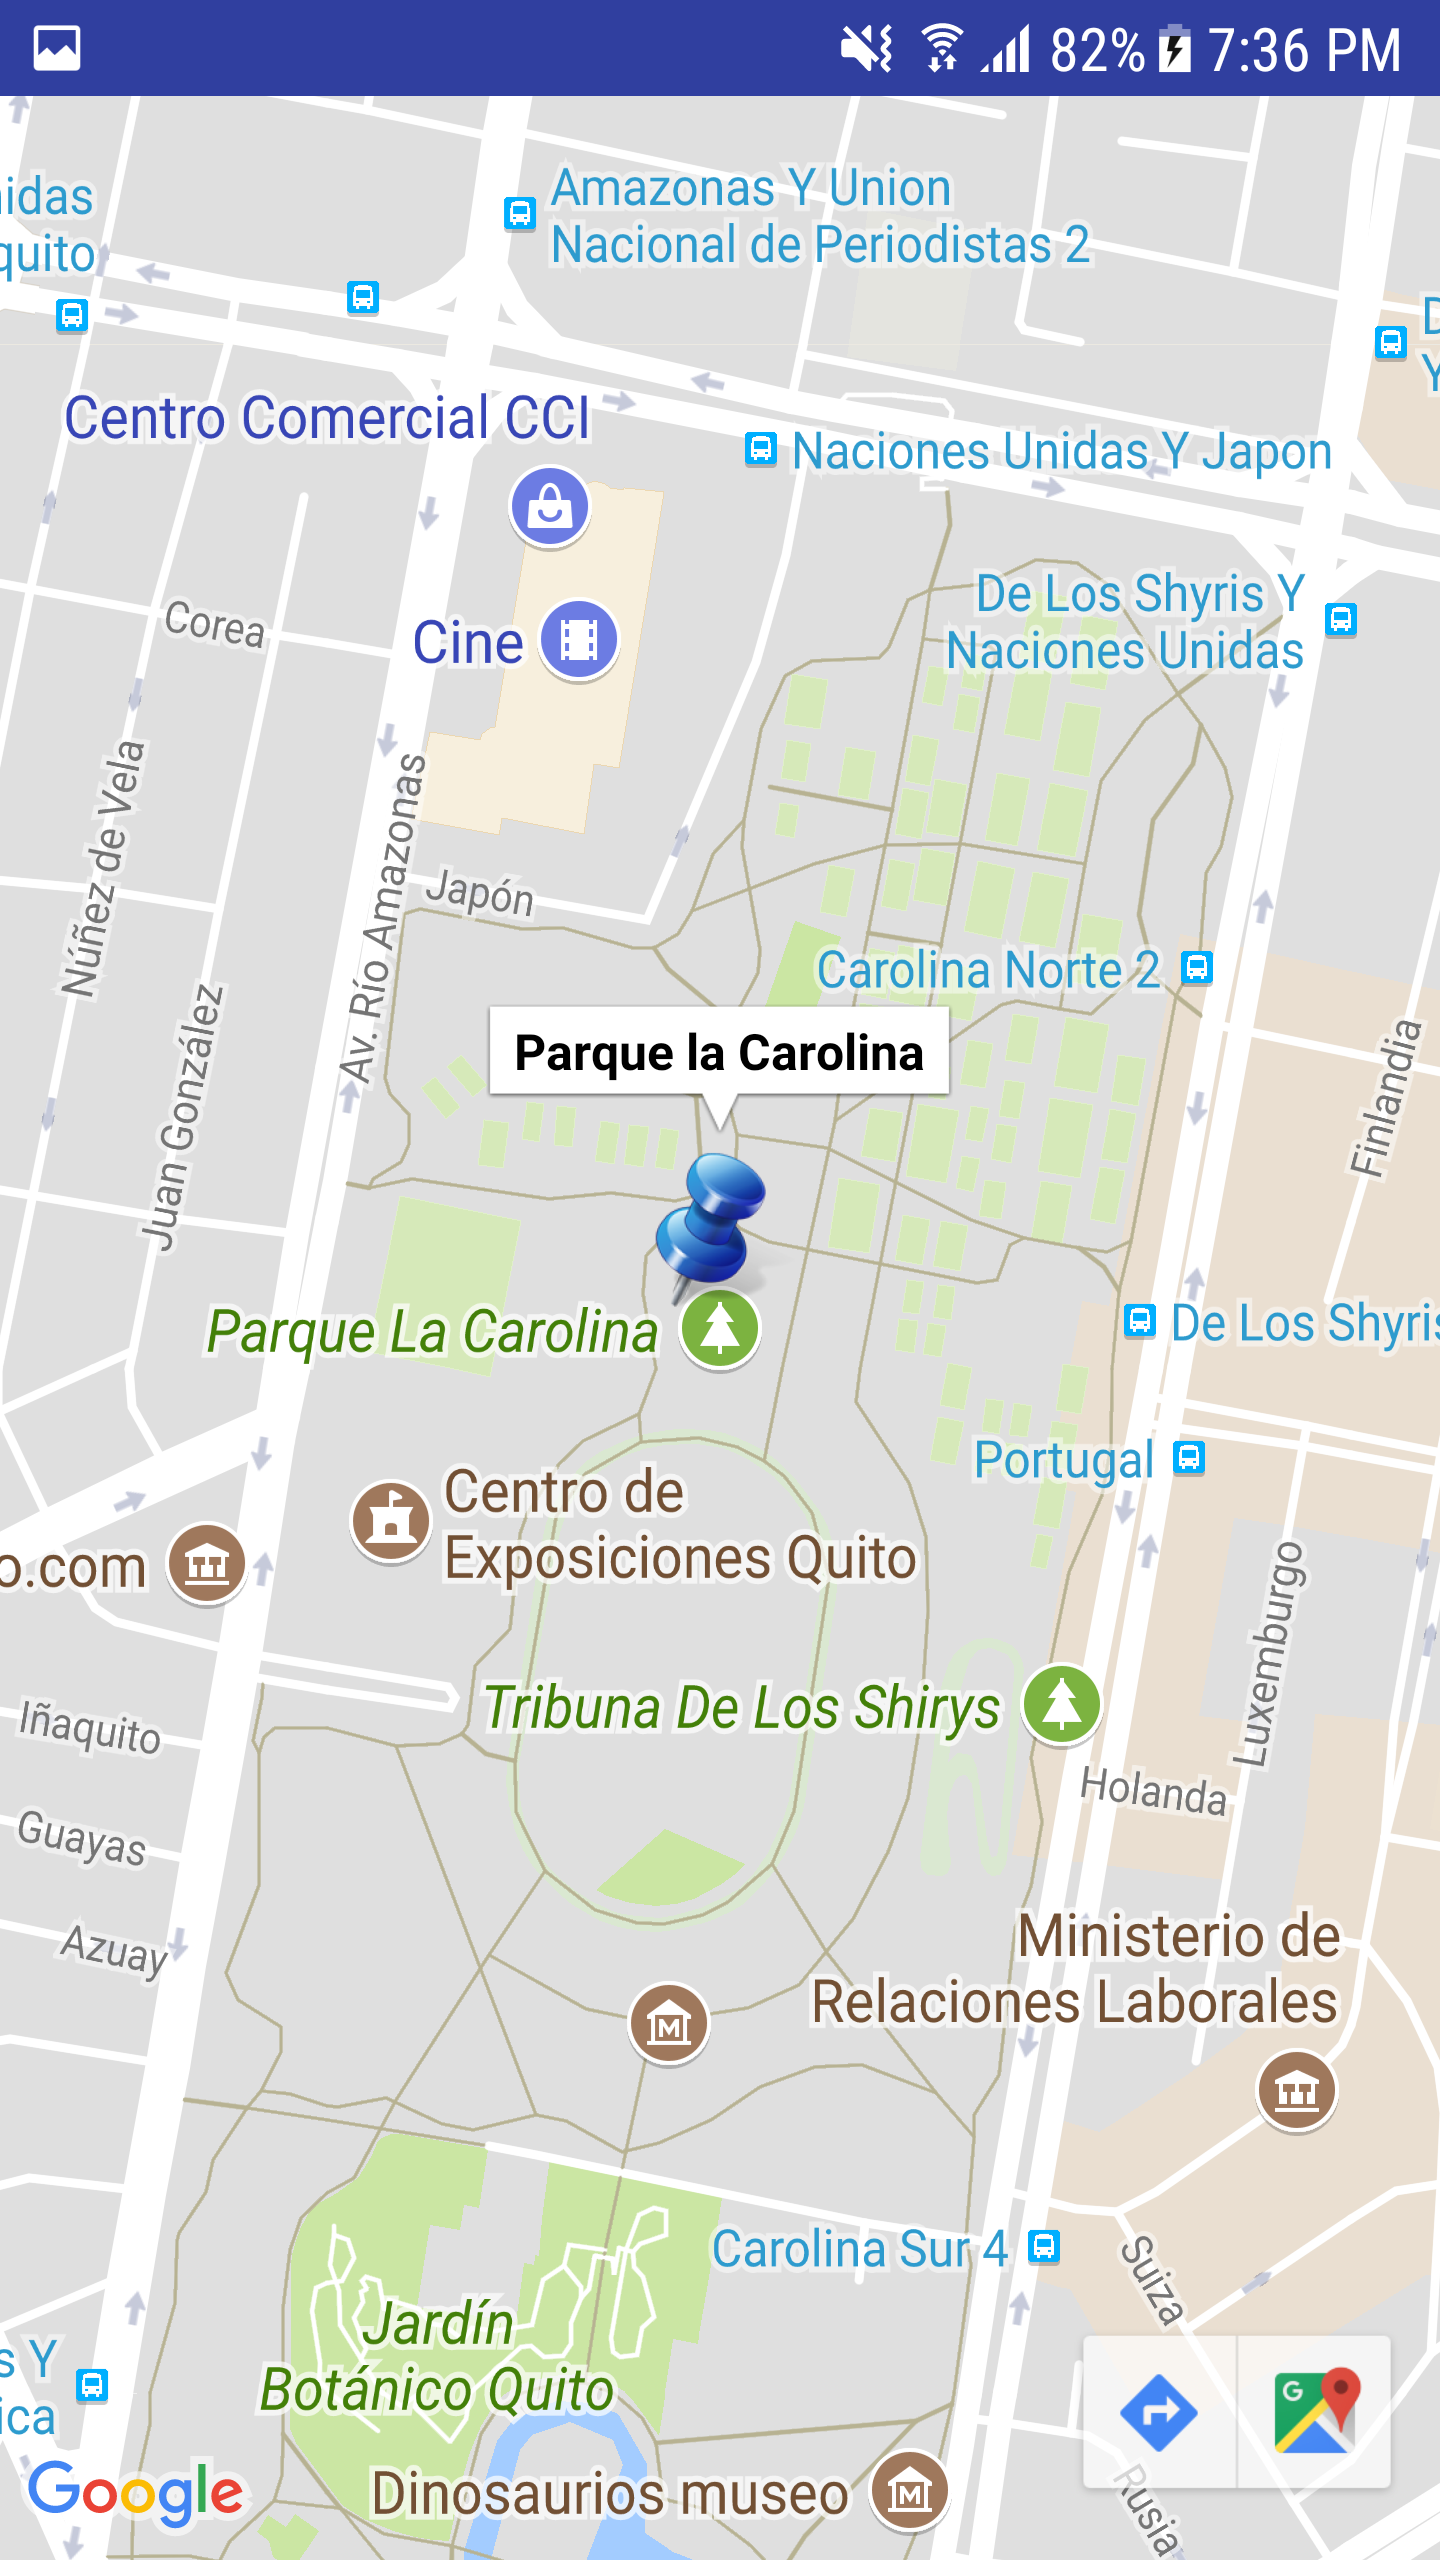 82% 7:36 PM
Amazonas Y Union
Nacional de Periodistas 2
nidas
quito
D
Y
Centro Comercial CCI
Naciones Unidas Y Japon
De Los Shyris Y
Naciones Unidas
Corea
Cine
Núñez de Vela
Av. Río Amazonas
Japón
Carolina Norte 2
Juan González
Parque la Carolina
Finlandia
Parque La Carolina
De Los Shyris
Portugal
Centro de
Exposiciones Quito
o.com
Luxemburgo
Tribuna De Los Shirys
Iñaquito
Holanda
Guayas
Azuay
Ministerio de
Relaciones Laborales
M
Carolina Sur 4
Suiza
Jardín
Botánico Quito
s Y
ica
G
Google
Dinosaurios museo
M
Rusia